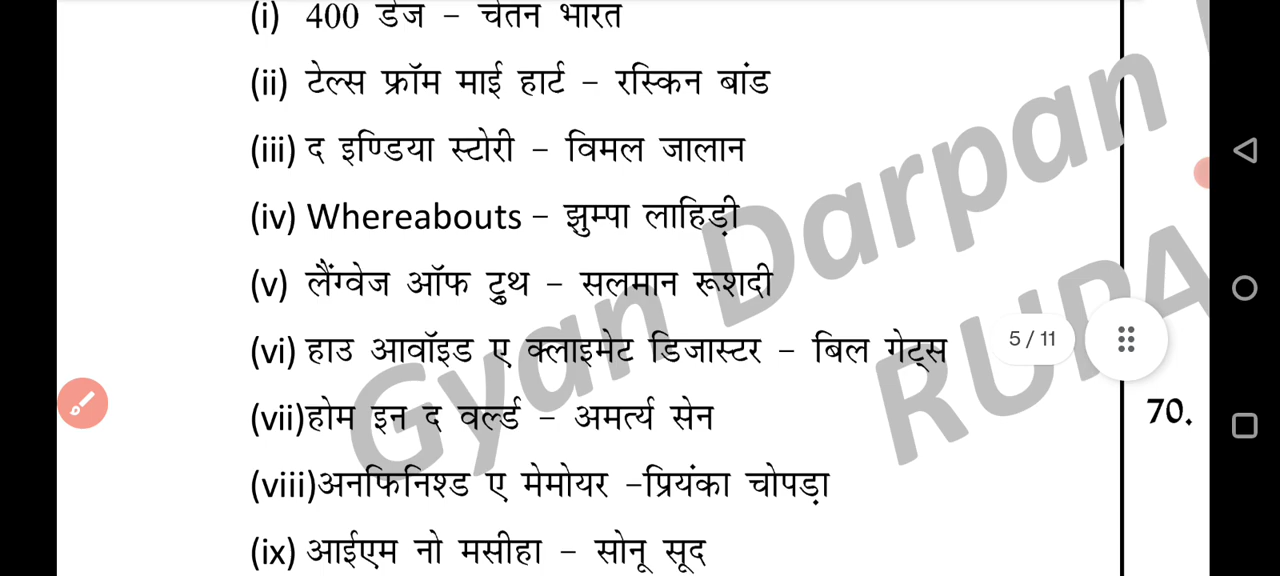 (i) 400 डेज – चेतन भारत
(ii) टेल्स फ्रॉम माई हार्ट – रस्किन बांड
(iii) द इण्डिया स्टोरी – विमल जालान
(iv) Whereabouts – झुम्पा लाहिड़ी
(v) लैंग्वेज ऑफ ट्रुथ – सलमान रूशदी
(vi) हाउ आवॉइड ए क्लाइमेट डिजास्टर – बिल गेट्स
5 / 11
(vii)होम इन द वर्ल्ड – अमर्त्य सेन
70.
(viii)अनफिनिश्ड ए मेमोयर –प्रियंका चोपड़ा
(ix) आईएम नो मसीहा – सोनू सूद
Gyan Darpan
RUPA